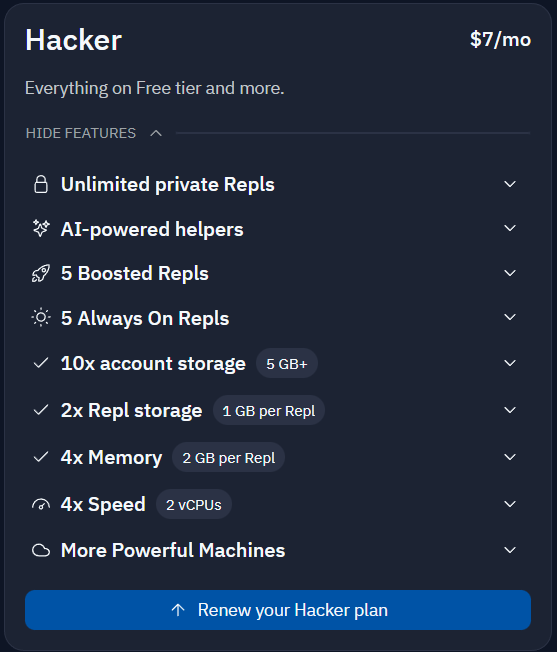 Hacker $7/mo
Everything on Free tier and more.
HIDE FEATURES
Unlimited private Repls
AI-powered helpers
5 Boosted Repls
5 Always On Repls
10x account storage 5 GB+
2x Repl storage 1 GB per Repl
4x Memory 2 GB per Repl
4x Speed 2 vCPUs
More Powerful Machines
Renew your Hacker plan